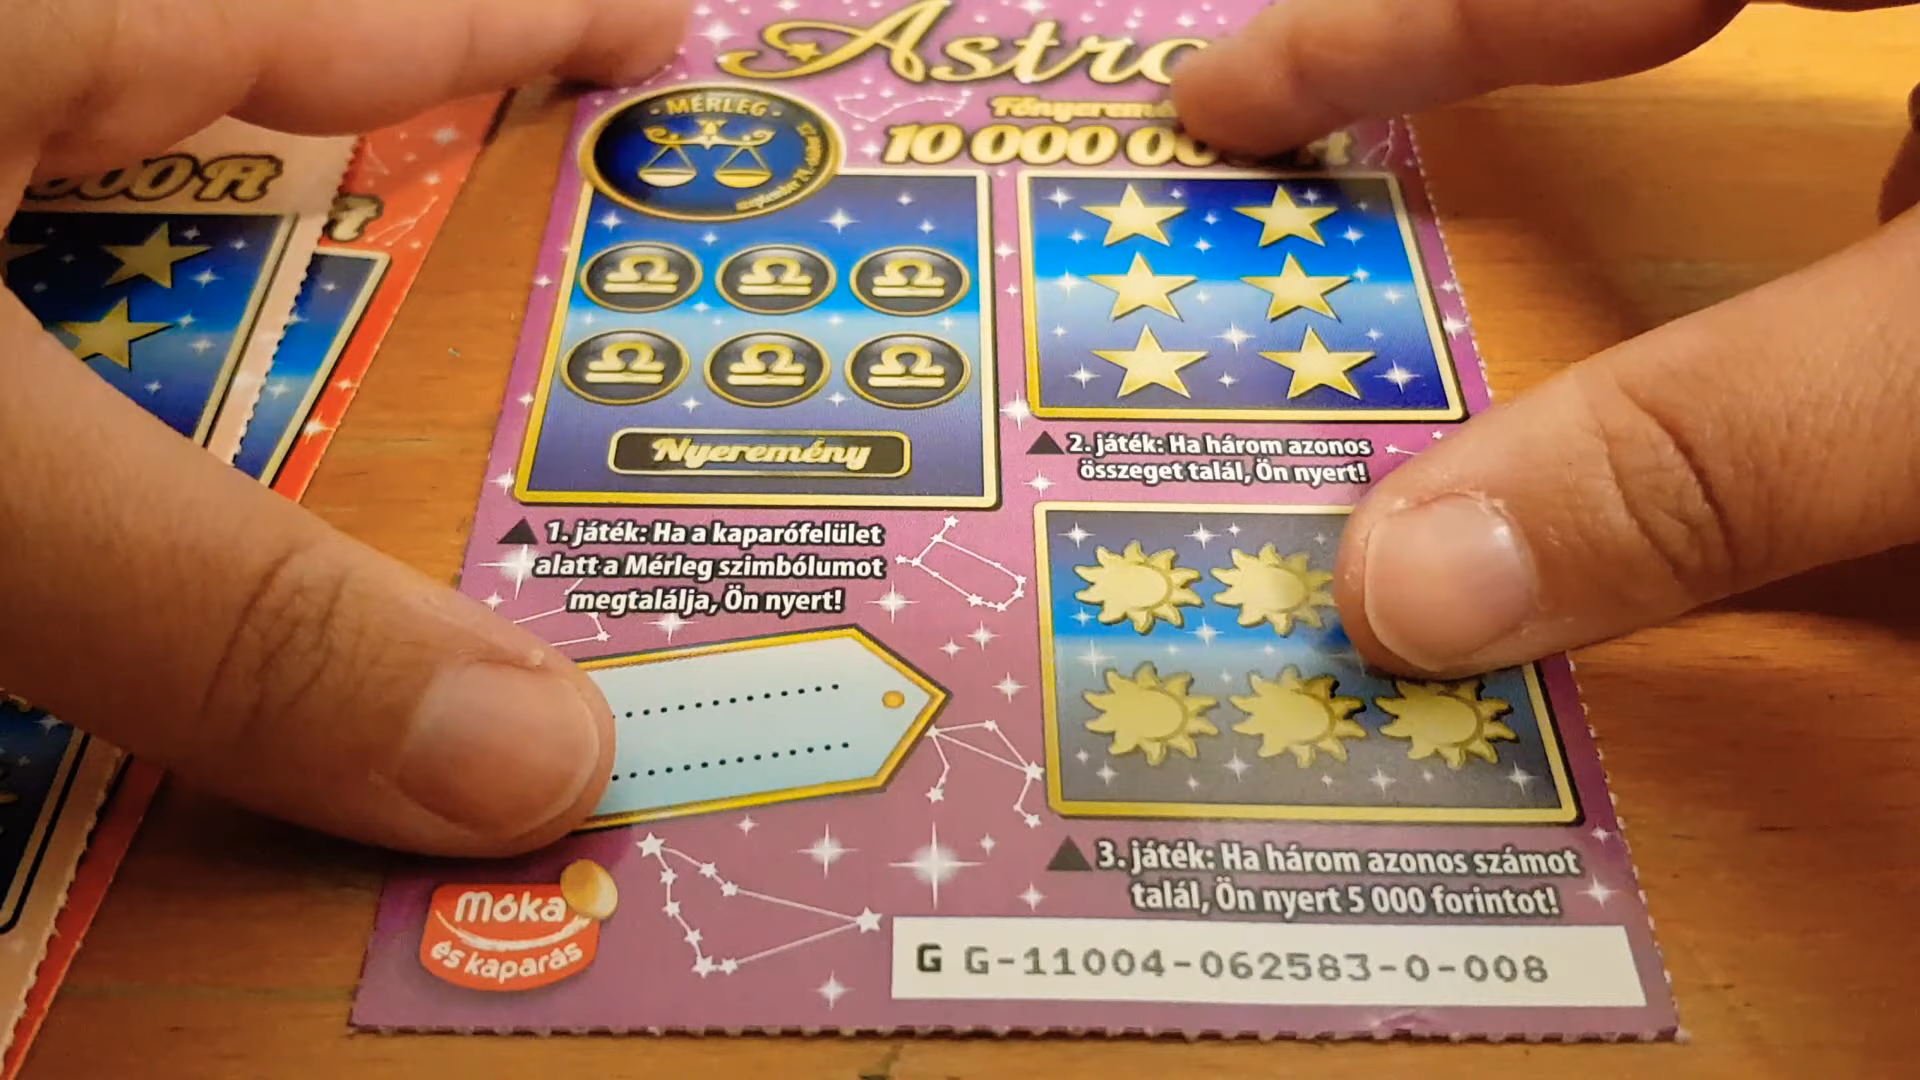 Astro
MÉRLEG
10 000 00
000 Ft
Nyeremény
2. játék: Ha három azonos
összeget talál, Ön nyert!
1. játék: Ha a kaparófelület
alatt a Mérleg szimbólumot
megtalálja, Ön nyert!
3. játék: Ha három azonos számot
talál, Ön nyert 5 000 forintot!
Móka
és kaparás
G G-11004-062583-0-008